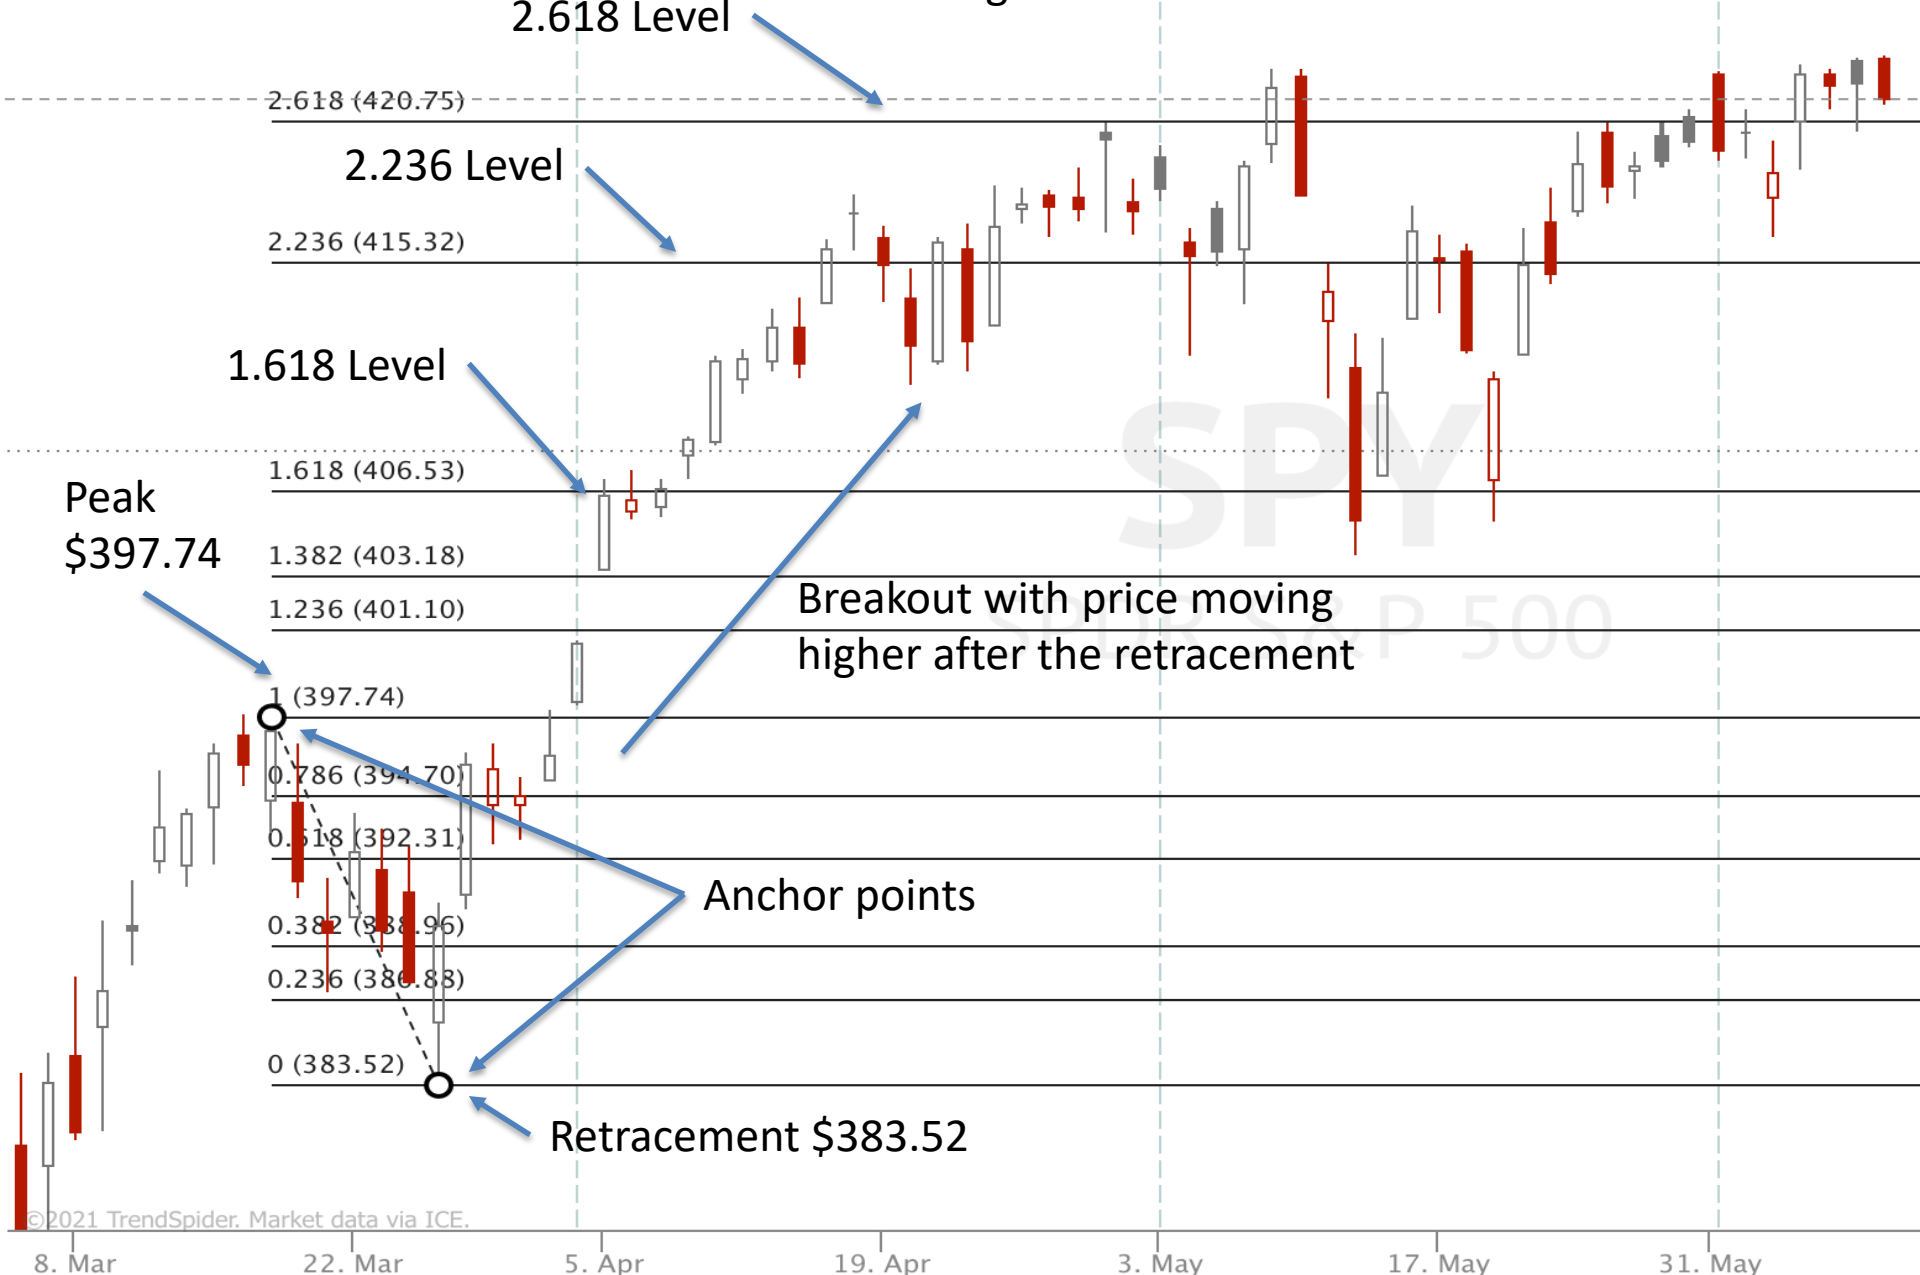 2.618 Level
2.618 (420.75)
2.236 Level
2.236 (415.32)
1.618 Level
SPY
1.618 (406.53)
Peak
$397.74
1.382 (403.18)
SPDR S&P 500
Breakout with price moving
higher after the retracement
1.236 (401.10)
1 (397.74)
0.786 (394.70)
0.618 (392.31)
Anchor points
0.382 (388.96)
0.236 (386.88)
0 (383.52)
Retracement $383.52
©2021 TrendSpider. Market data via ICE.
8. Mar 22. Mar 5. Apr 19. Apr 3. May 17. May 31. May